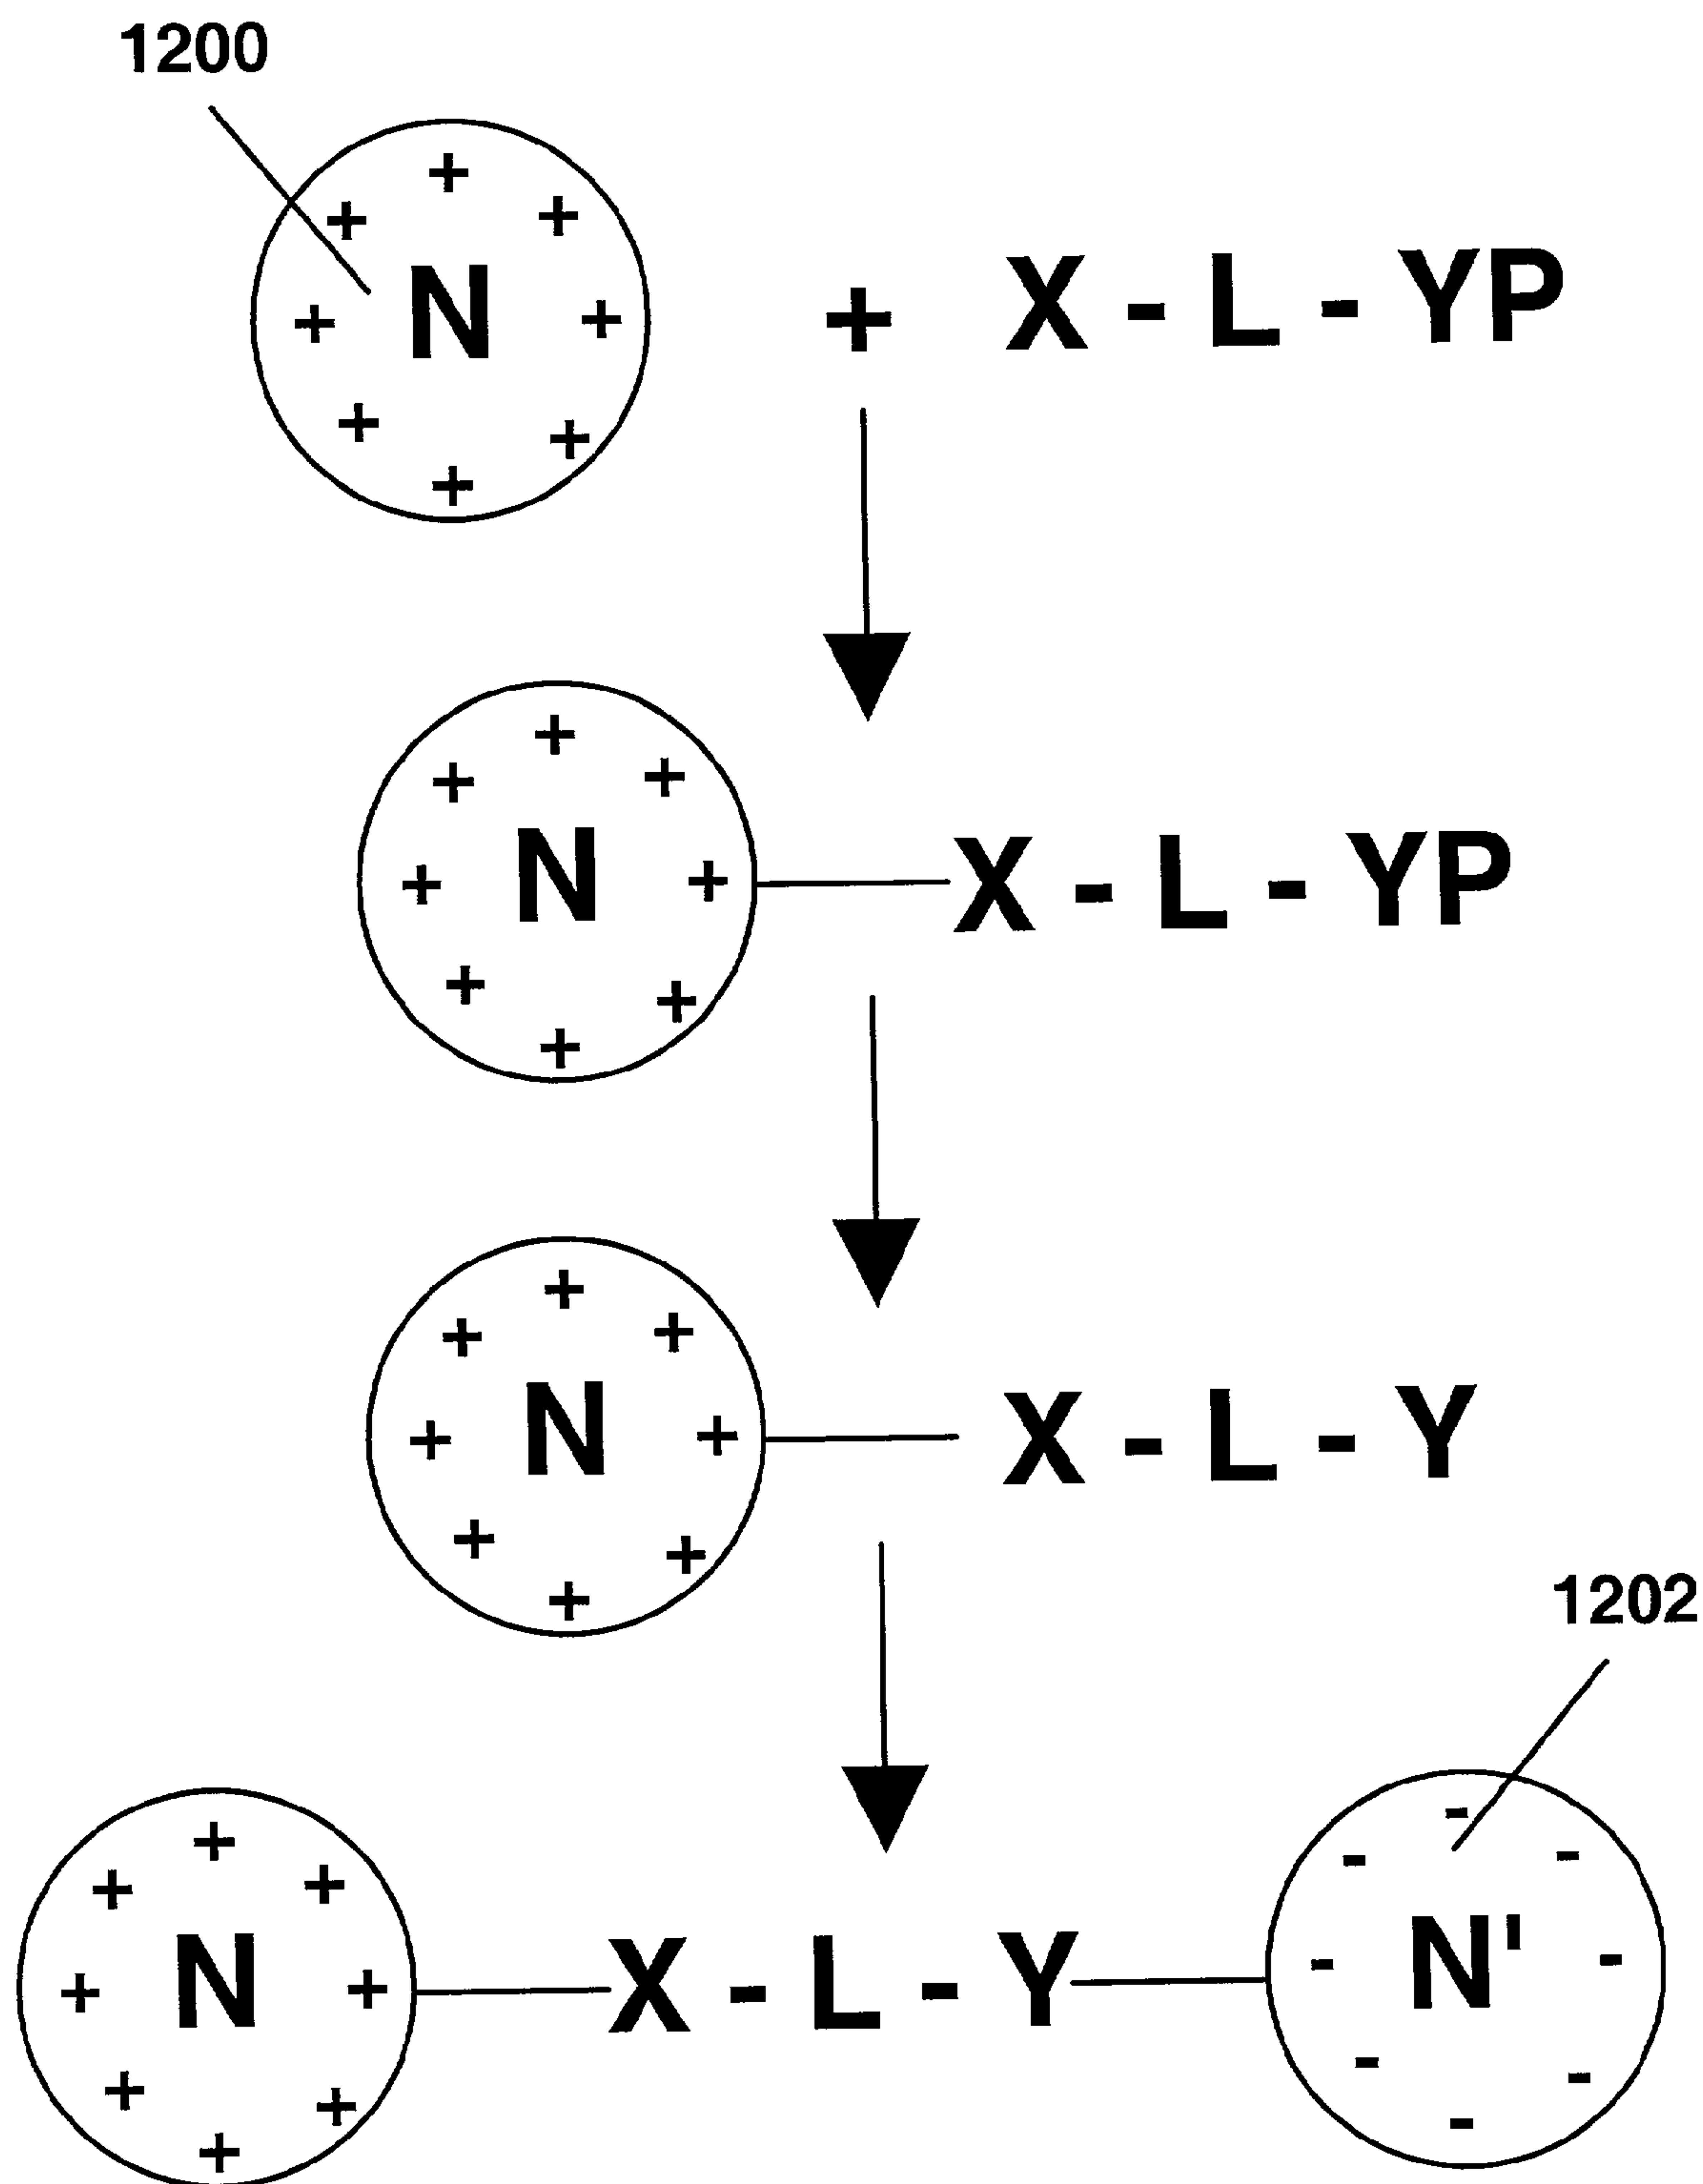 1200
+ + +
+ N + + X - L - YP
+ + +
+ + +
+ N + X - L - YP
+ + +
+ + +
+ N + X - L - Y
+ + +
1202
+ + + - - -
+ N + X - L - Y - N' -
+ + + - - -